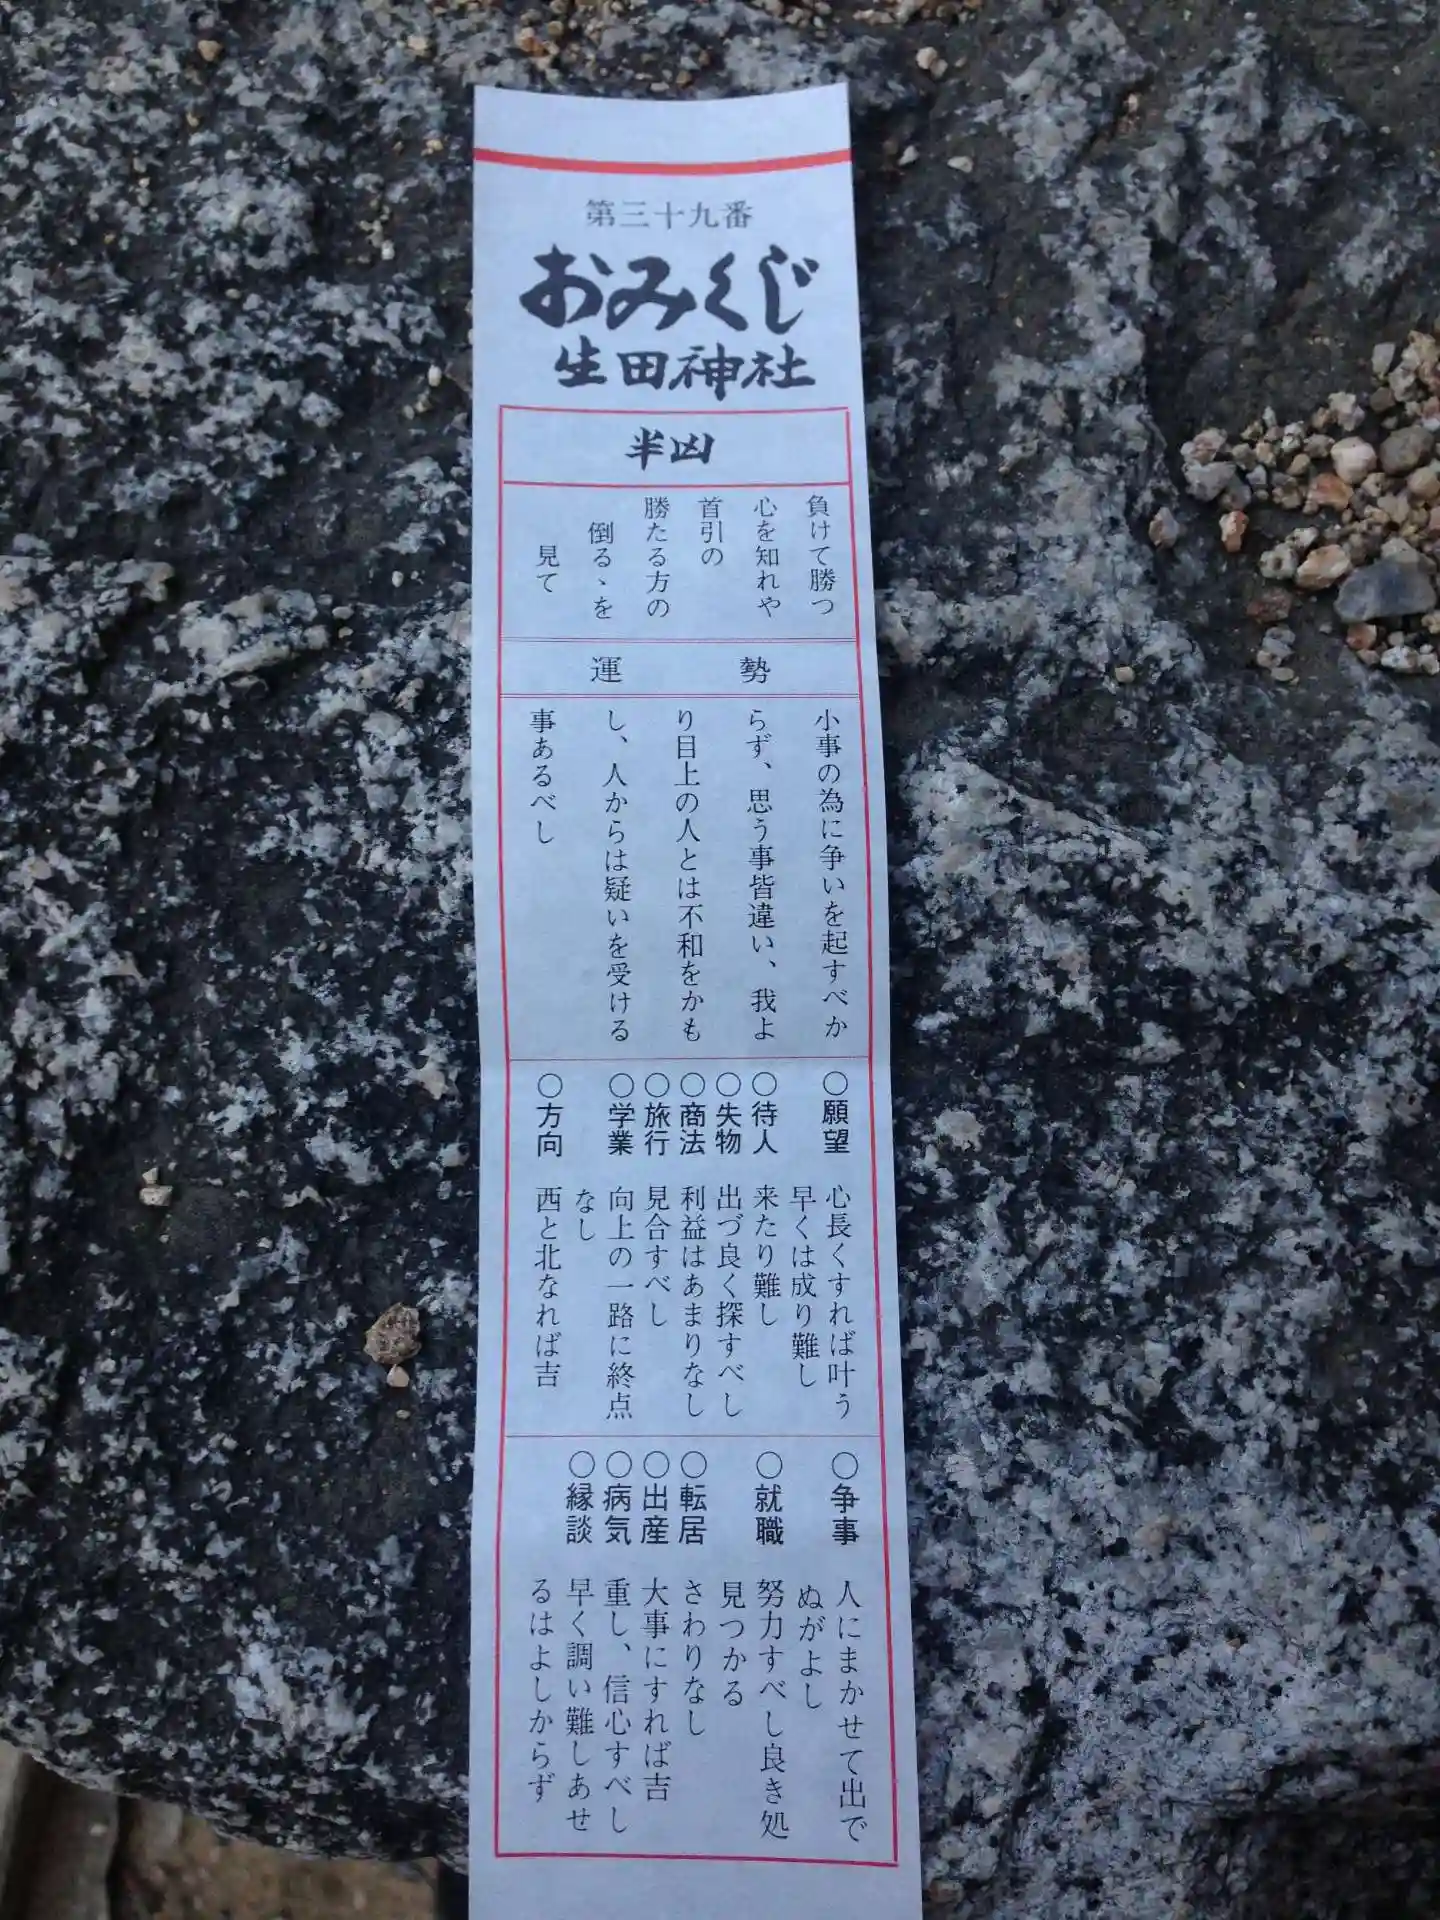 第三十九番
おみくじ
生田神社
半凶
負けて勝つ
心を知れや
首引の
勝たる方の
倒るゝを
見て
運勢
小事の為に争いを起すべか
らず、思う事皆違い、我よ
り目上の人とは不和をかも
し、人からは疑いを受ける
事あるべし
○願望 心長くすれば叶う
早くは成り難し
○待人 来たり難し
○失物 出づ良く探すべし
○商法 利益はあまりなし
○旅行 見合すべし
○学業 向上の一路に終点
なし
○方向 西と北なれば吉
○争事 人にまかせて出で
ぬがよし
○就職 努力すべし良き処
見つかる
○転居 さわりなし
○出産 大事にすれば吉
○病気 重し、信心すべし
○縁談 早く調い難しあせ
るはよしからず